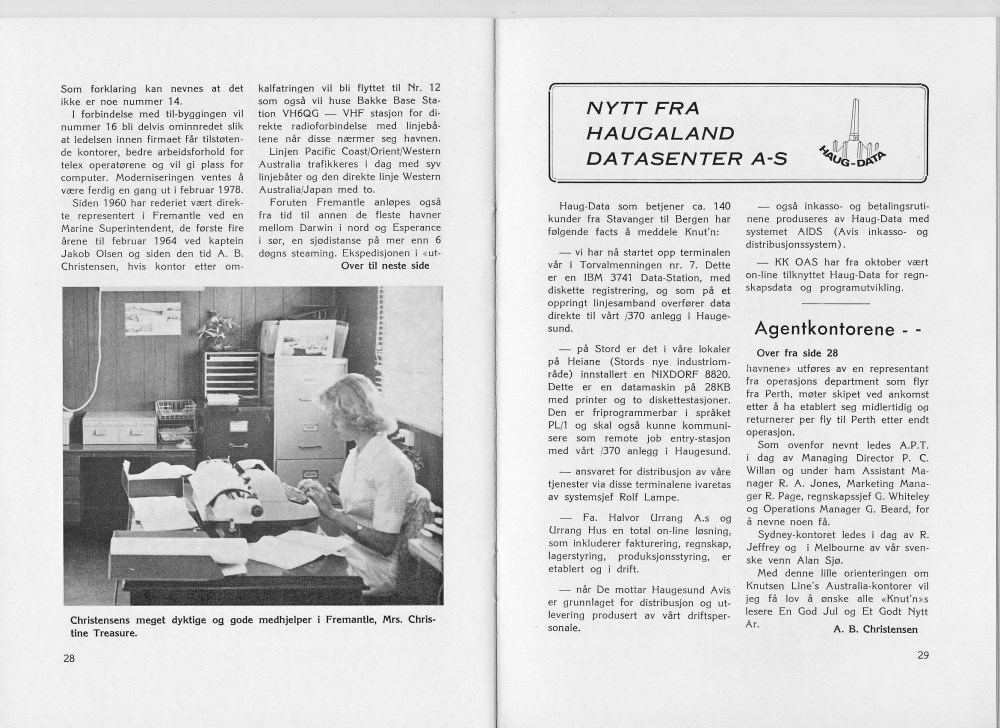 Som forklaring kan nevnes at det
ikke er noe nummer 14.
I forbindelse med til-byggingen vil
nummer 16 bli delvis ominnredet slik
at ledelsen innen firmaet får tilstøten-
de kontorer, bedre arbeidsforhold for
telex operatørene og vil gi plass for
computer. Moderniseringen ventes å
være ferdig en gang ut i februar 1978.
Siden 1960 har rederiet vært direk-
te representert i Fremantle ved en
Marine Superintendent, de første fire
årene til februar 1964 ved kaptein
Jakob Olsen og siden den tid A. B.
Christensen, hvis kontor etter om-
kalfatringen vil bli flyttet til Nr. 12
som også vil huse Bakke Base Sta-
tion VH6QG — VHF stasjon for di-
rekte radioforbindelse med linjebå-
tene når disse nærmer seg havnen.
Linjen Pacific Coast/Orient/Western
Australia trafikkeres i dag med syv
linjebåter og den direkte linje Western
Australia/Japan med to.
Foruten Fremantle anløpes også
fra tid til annen de fleste havner
mellom Darwin i nord og Esperance
i sør, en sjødistanse på mer enn 6
døgns steaming. Ekspedisjonen i «ut-
Over til neste side
Christensens meget dyktige og gode medhjelper i Fremantle, Mrs. Chris-
tine Treasure.
28
NYTT FRA
HAUGALAND
DATASENTER A-S
HAUG-DATA
Haug-Data som betjener ca. 140
kunder fra Stavanger til Bergen har
følgende facts å meddele Knut'n:
— vi har nå startet opp terminalen
vår i Torvalmenningen nr. 7. Dette
er en IBM 3741 Data-Station, med
diskette registrering, og som på et
oppringt linjesamband overfører data
direkte til vårt /370 anlegg i Hauge-
sund.
— på Stord er det i våre lokaler
på Heiane (Stords nye industriom-
råde) innstallert en NIXDORF 8820.
Dette er en datamaskin på 28KB
med printer og to diskettestasjoner.
Den er friprogrammerbar i språket
PL/1 og skal også kunne kommuni-
sere som remote job entry-stasjon
med vårt /370 anlegg i Haugesund.
— ansvaret for distribusjon av våre
tjenester via disse terminalene ivaretas
av systemsjef Rolf Lampe.
— Fa. Halvor Urrang A.s og
Urrang Hus en total on-line løsning,
som inkluderer fakturering, regnskap,
lagerstyring, produksjonsstyring, er
etablert og i drift.
— når De mottar Haugesund Avis
er grunnlaget for distribusjon og ut-
levering produsert av vårt driftsper-
sonale.
— også inkasso- og betalingsruti-
nene produseres av Haug-Data med
systemet AIDS (Avis inkasso- og
distribusjonssystem).
— KK OAS har fra oktober vært
on-line tilknyttet Haug-Data for regn-
skapsdata og programutvikling.
Agentkontorene - -
Over fra side 28
havnene» utføres av en representant
fra operasjons department som flyr
fra Perth, møter skipet ved ankomst
etter å ha etablert seg midlertidig og
returnerer per fly til Perth etter endt
operasjon.
Som ovenfor nevnt ledes A.P.T.
i dag av Managing Director P. C.
Willan og under ham Assistant Ma-
nager R. A. Jones, Marketing Mana-
ger R. Page, regnskapssjef G. Whiteley
og Operations Manager G. Beard, for
å nevne noen få.
Sydney-kontoret ledes i dag av R.
Jeffrey og i Melbourne av vår sven-
ske venn Alan Sjø.
Med denne lille orienteringen om
Knutsen Line's Australia-kontorer vil
jeg få lov å ønske alle «Knut'n»s
lesere En God Jul og Et Godt Nytt
År.
A. B. Christensen
29